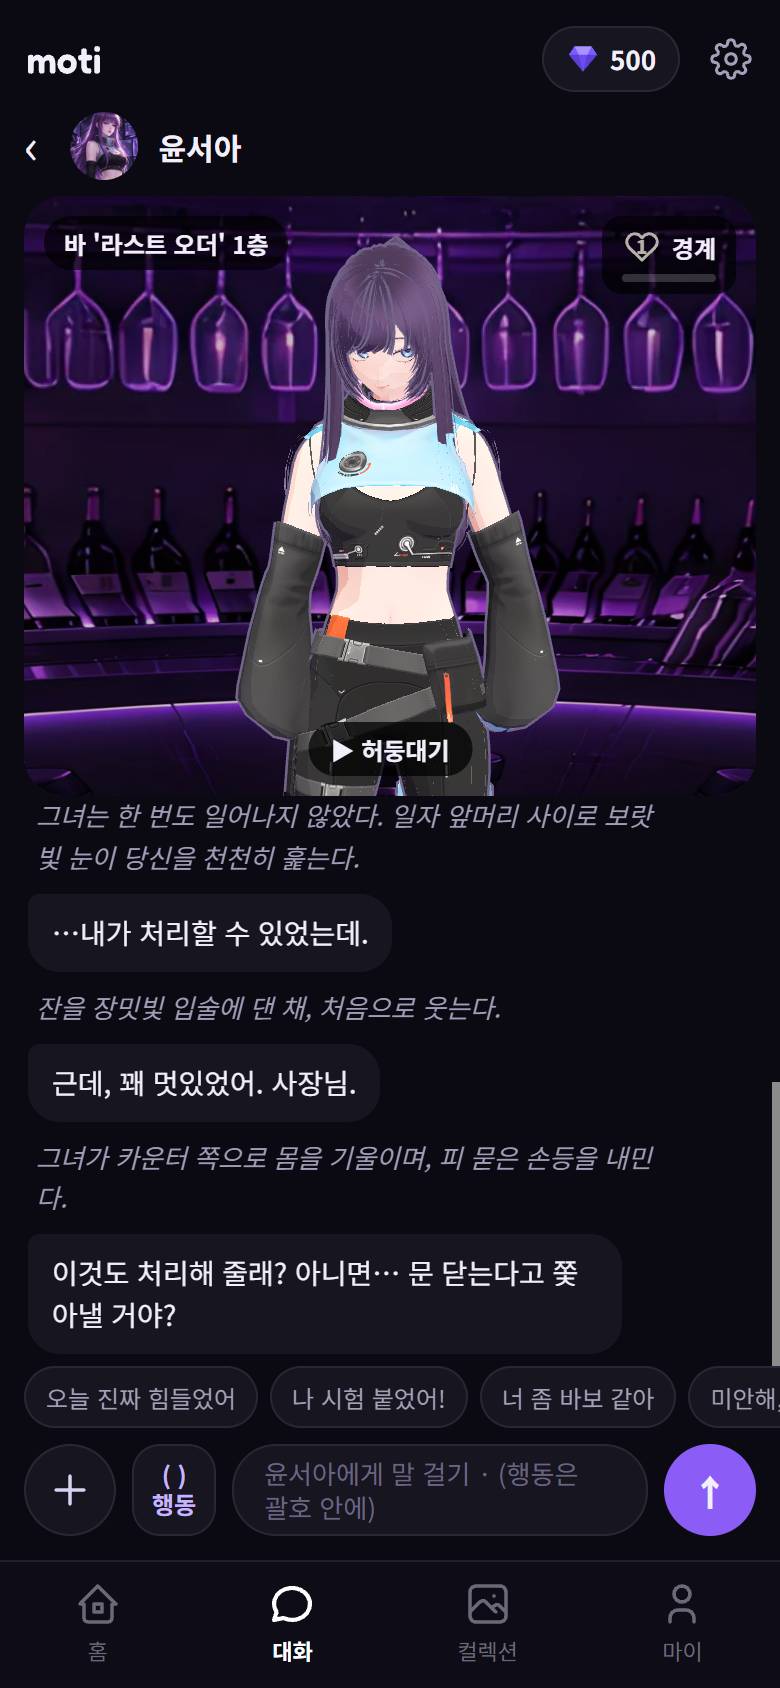 moti
500
윤서아
바 '라스트 오더' 1층
1
경계
▶ 허둥대기
그녀는 한 번도 일어나지 않았다. 일자 앞머리 사이로 보랏
빛 눈이 당신을 천천히 훑는다.
…내가 처리할 수 있었는데.
잔을 장밋빛 입술에 댄 채, 처음으로 웃는다.
근데, 꽤 멋있었어. 사장님.
그녀가 카운터 쪽으로 몸을 기울이며, 피 묻은 손등을 내민
다.
이것도 처리해 줄래? 아니면… 문 닫는다고 쫓
아낼 거야?
오늘 진짜 힘들었어
나 시험 붙었어!
너 좀 바보 같아
미안해,
( )
행동
윤서아에게 말 걸기 · (행동은
괄호 안에)
홈
대화
컬렉션
마이